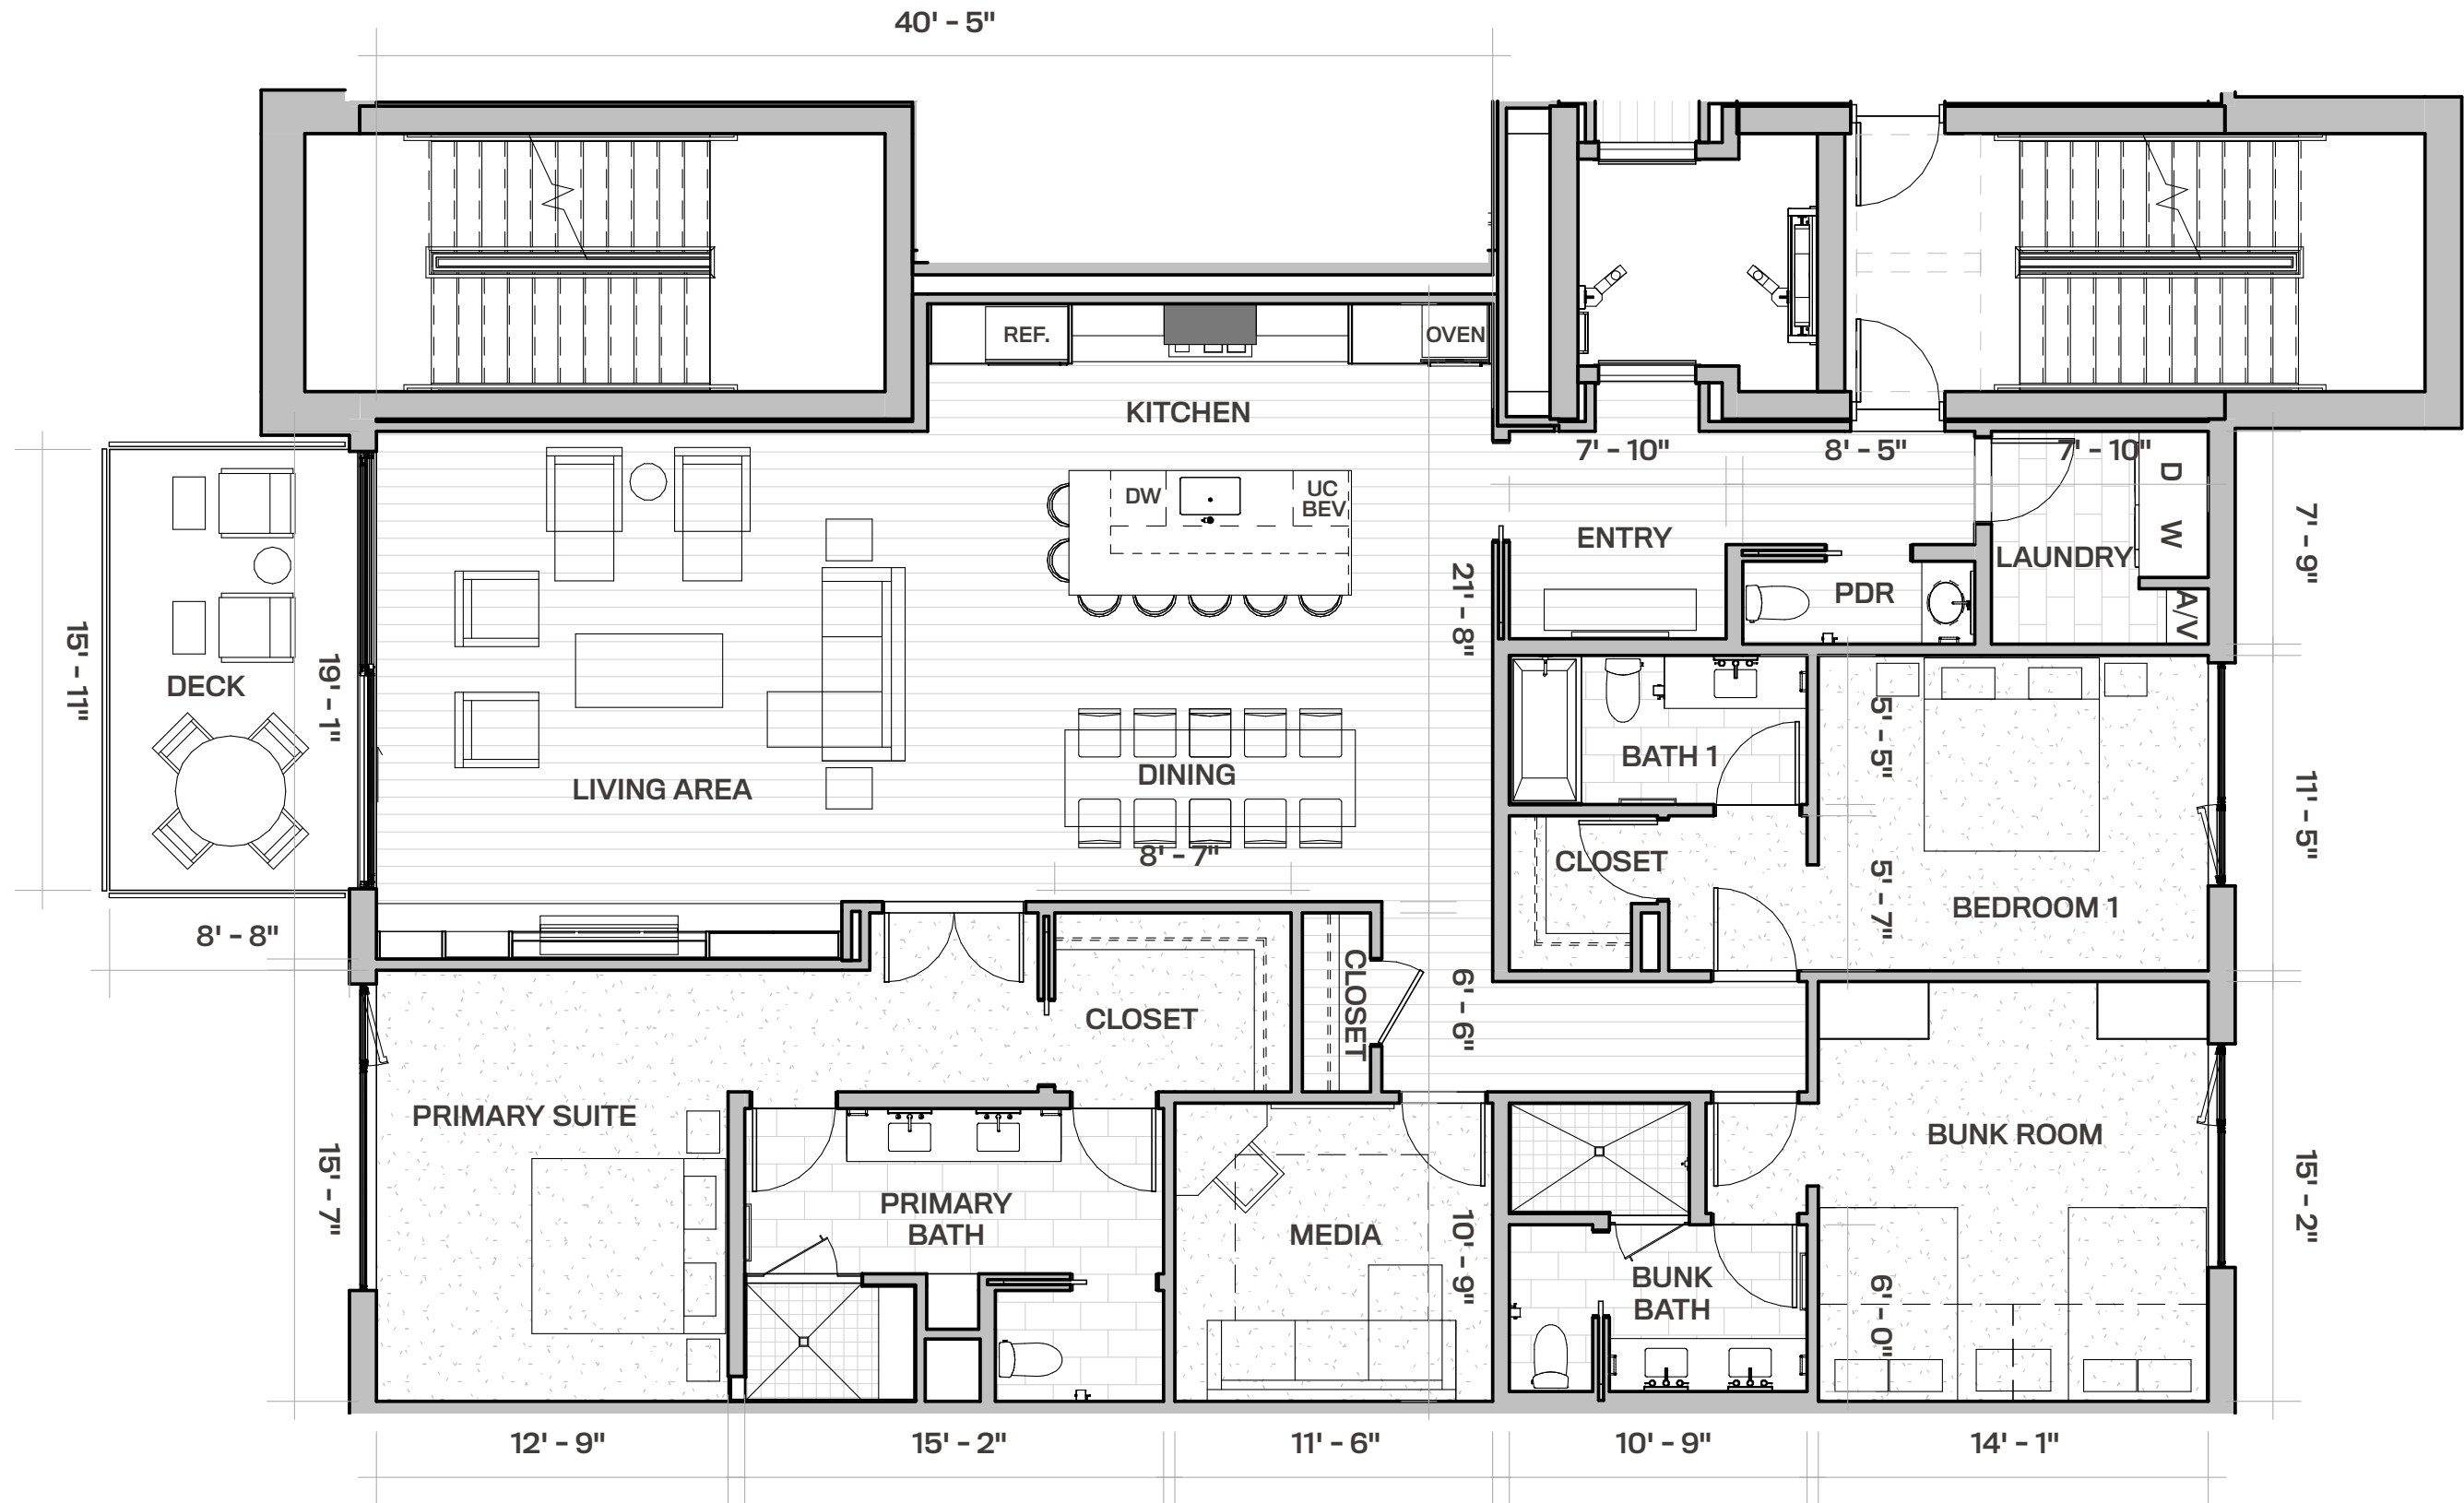 40' - 5"
REF.
OVEN
KITCHEN
7' - 10"
8' - 5"
7' - 10"
D
W
DW
UC
BEV
ENTRY
LAUNDRY
7' - 9"
PDR
A/V
21' - 8"
15' - 11"
19' - 1"
DECK
LIVING AREA
DINING
8' - 7"
BATH 1
5' - 5"
11' - 5"
CLOSET
5' - 7"
BEDROOM 1
8' - 8"
CLOSET
CLOSET
6' - 6"
PRIMARY SUITE
BUNK ROOM
15' - 7"
PRIMARY
BATH
MEDIA
10' - 9"
BUNK
BATH
6' - 0"
15' - 2"
12' - 9"
15' - 2"
11' - 6"
10' - 9"
14' - 1"